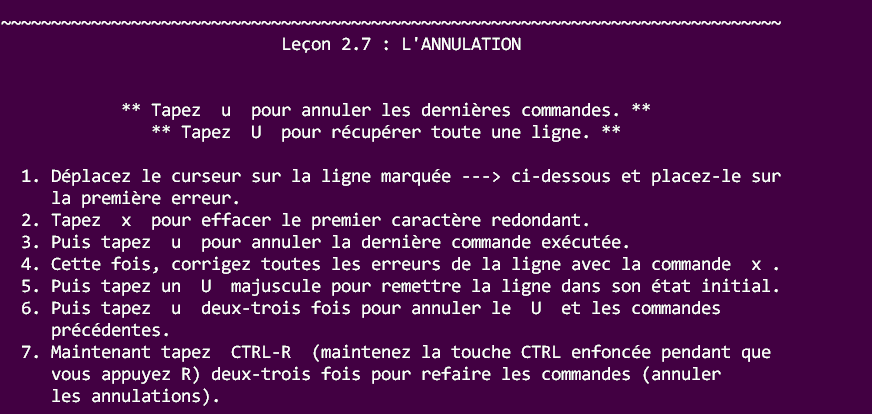 ~~~~~~~~~~~~~~~~~~~~~~~~~~~~~~~~~~~~~~~~~~~~~~~~~~~~~~~~~~~~~~~~~~~~~~~~~~~~~~
Leçon 2.7 : L'ANNULATION
** Tapez  u  pour annuler les dernières commandes. **
** Tapez  U  pour récupérer toute une ligne. **
1. Déplacez le curseur sur la ligne marquée ---> ci-dessous et placez-le sur
la première erreur.
2. Tapez  x  pour effacer le premier caractère redondant.
3. Puis tapez  u  pour annuler la dernière commande exécutée.
4. Cette fois, corrigez toutes les erreurs de la ligne avec la commande  x .
5. Puis tapez un  U  majuscule pour remettre la ligne dans son état initial.
6. Puis tapez  u  deux-trois fois pour annuler le  U  et les commandes
précédentes.
7. Maintenant tapez  CTRL-R  (maintenez la touche CTRL enfoncée pendant que
vous appuyez R) deux-trois fois pour refaire les commandes (annuler
les annulations).